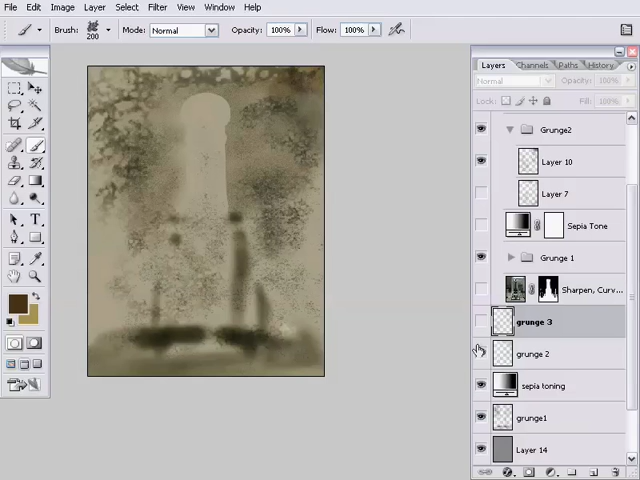 File Edit Image Layer Select Filter View Window Help
Brush: 200 Mode: Normal Opacity: 100% Flow: 100%
Layers Channels Paths History
Normal Opacity: 100%
Lock: Fill: 100%
Grunge2
Layer 10
Layer 7
Sepia Tone
Grunge 1
Sharpen, Curv...
grunge 3
grunge 2
sepia toning
grunge1
Layer 14